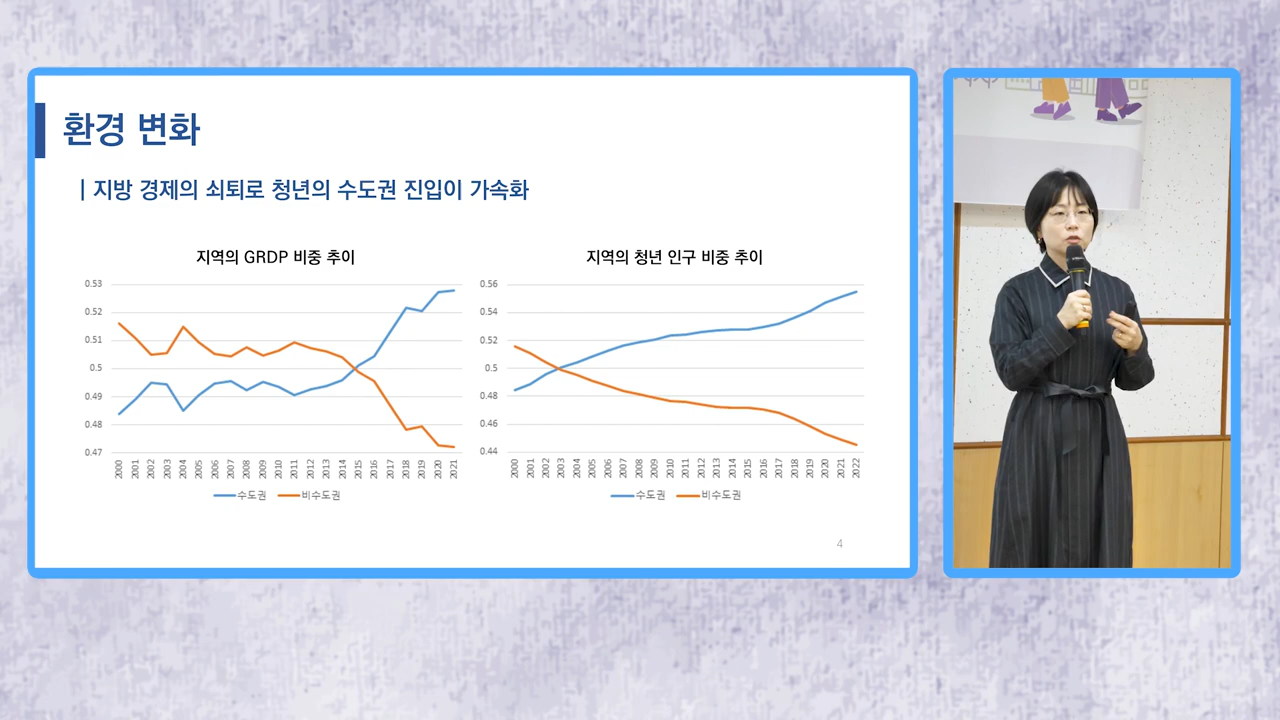 환경 변화
| 지방 경제의 쇠퇴로 청년의 수도권 진입이 가속화
지역의 GRDP 비중 추이
0.53
0.52
0.51
0.5
0.49
0.48
0.47
2000 2001 2002 2003 2004 2005 2006 2007 2008 2009 2010 2011 2012 2013 2014 2015 2016 2017 2018 2019 2020 2021
수도권 비수도권
지역의 청년 인구 비중 추이
0.56
0.54
0.52
0.5
0.48
0.46
0.44
2000 2001 2002 2003 2004 2005 2006 2007 2008 2009 2010 2011 2012 2013 2014 2015 2016 2017 2018 2019 2020 2021 2022
수도권 비수도권
4